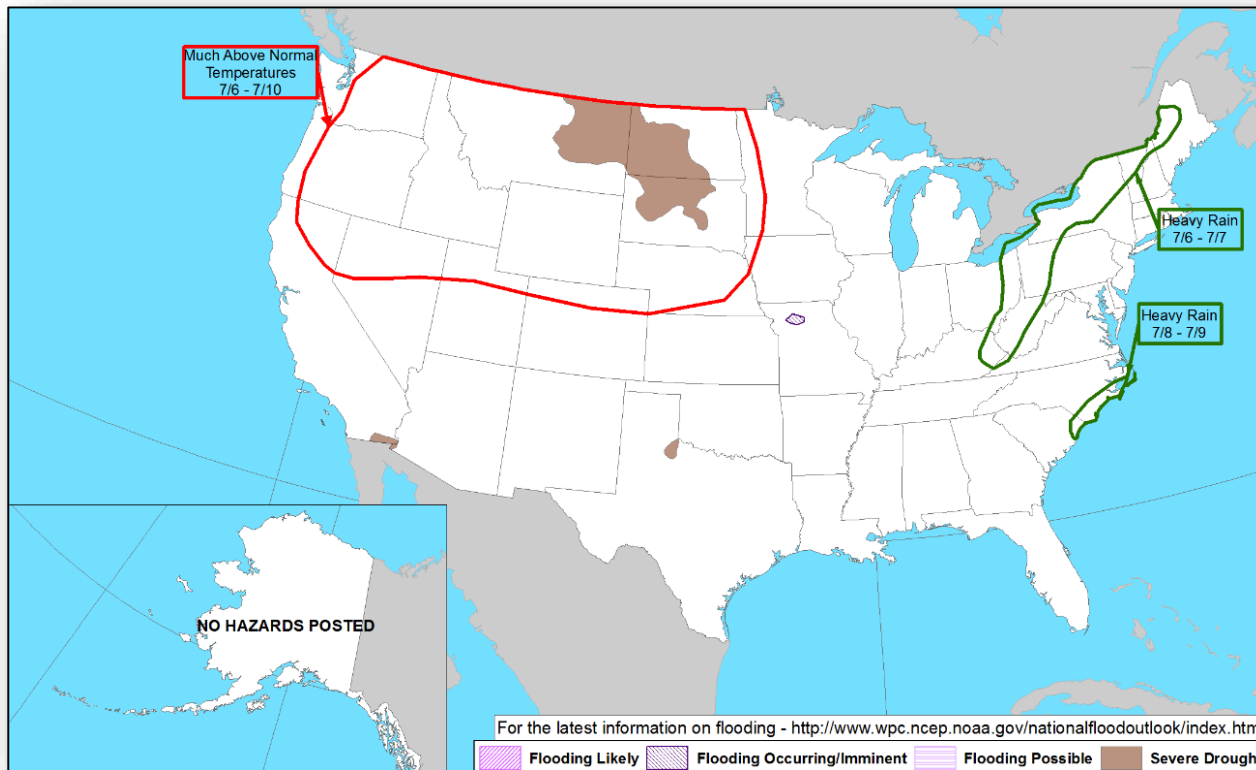 Much Above Normal
Temperatures
7/6 - 7/10
Heavy Rain
7/6 - 7/7
Heavy Rain
7/8 - 7/9
NO HAZARDS POSTED
For the latest information on flooding - http://www.wpc.ncep.noaa.gov/nationalfloodoutlook/index.htm
Flooding Likely Flooding Occurring/Imminent Flooding Possible Severe Drough